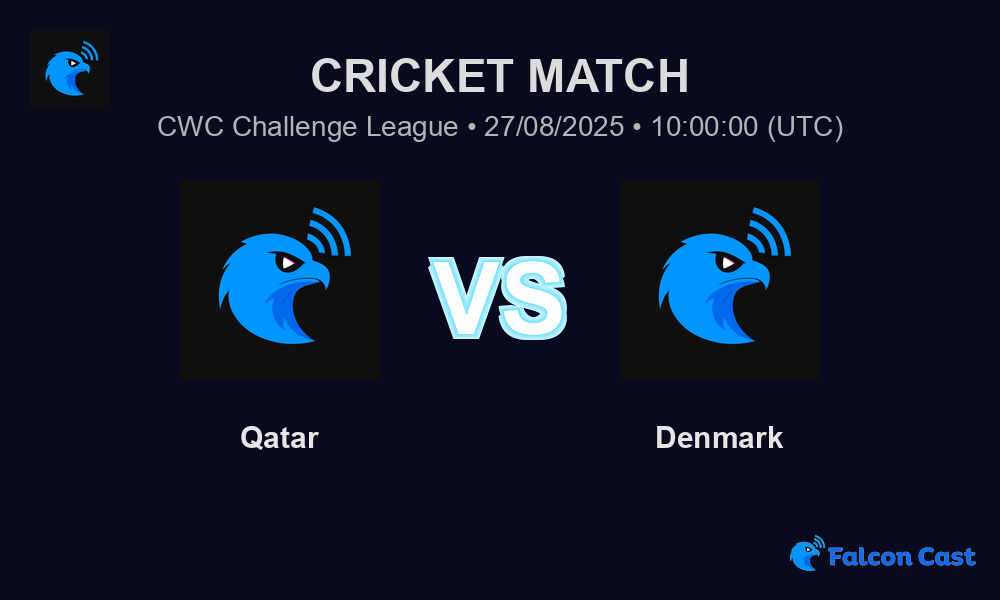 CRICKET MATCH
CWC Challenge League • 27/08/2025 • 10:00:00 (UTC)
VS
Qatar
Denmark
Falcon Cast